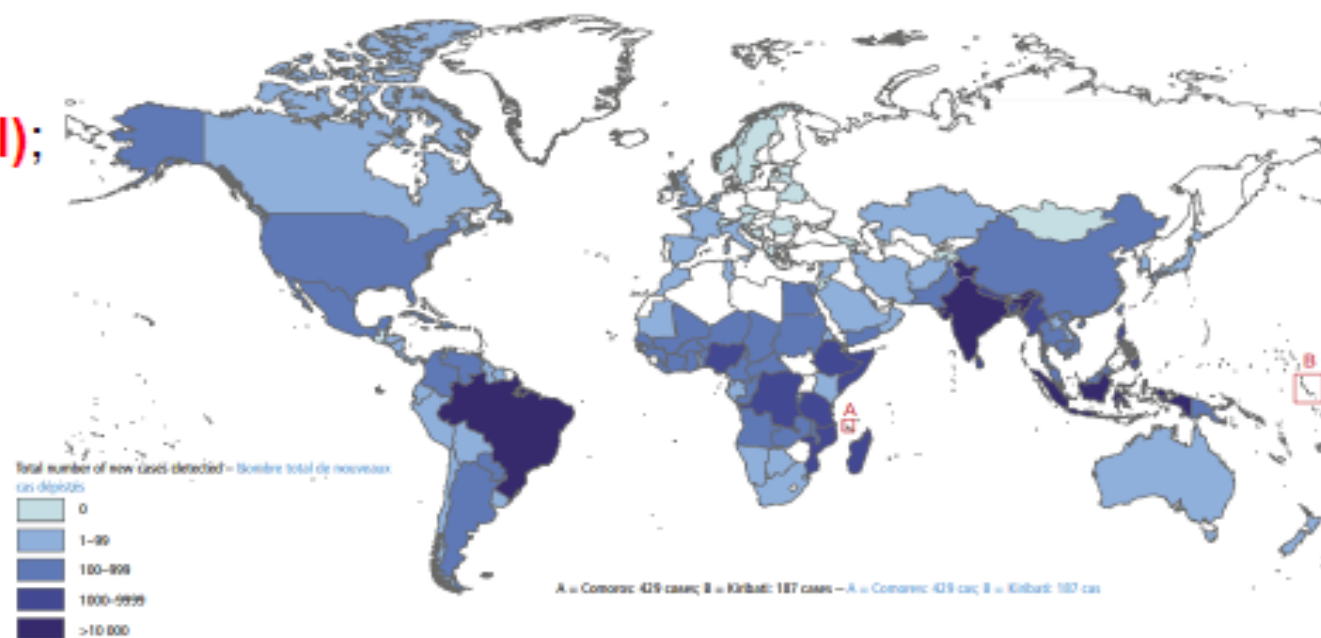 l);
B
A
Total number of new cases detected – Nombre total de nouveaux
cas dépistés
0
1–99
100–999
1000–9999
>10 000
A = Comoros: 429 cases; B = Kiribati: 187 cases – A = Comores: 429 cas; B = Kiribati: 187 cas